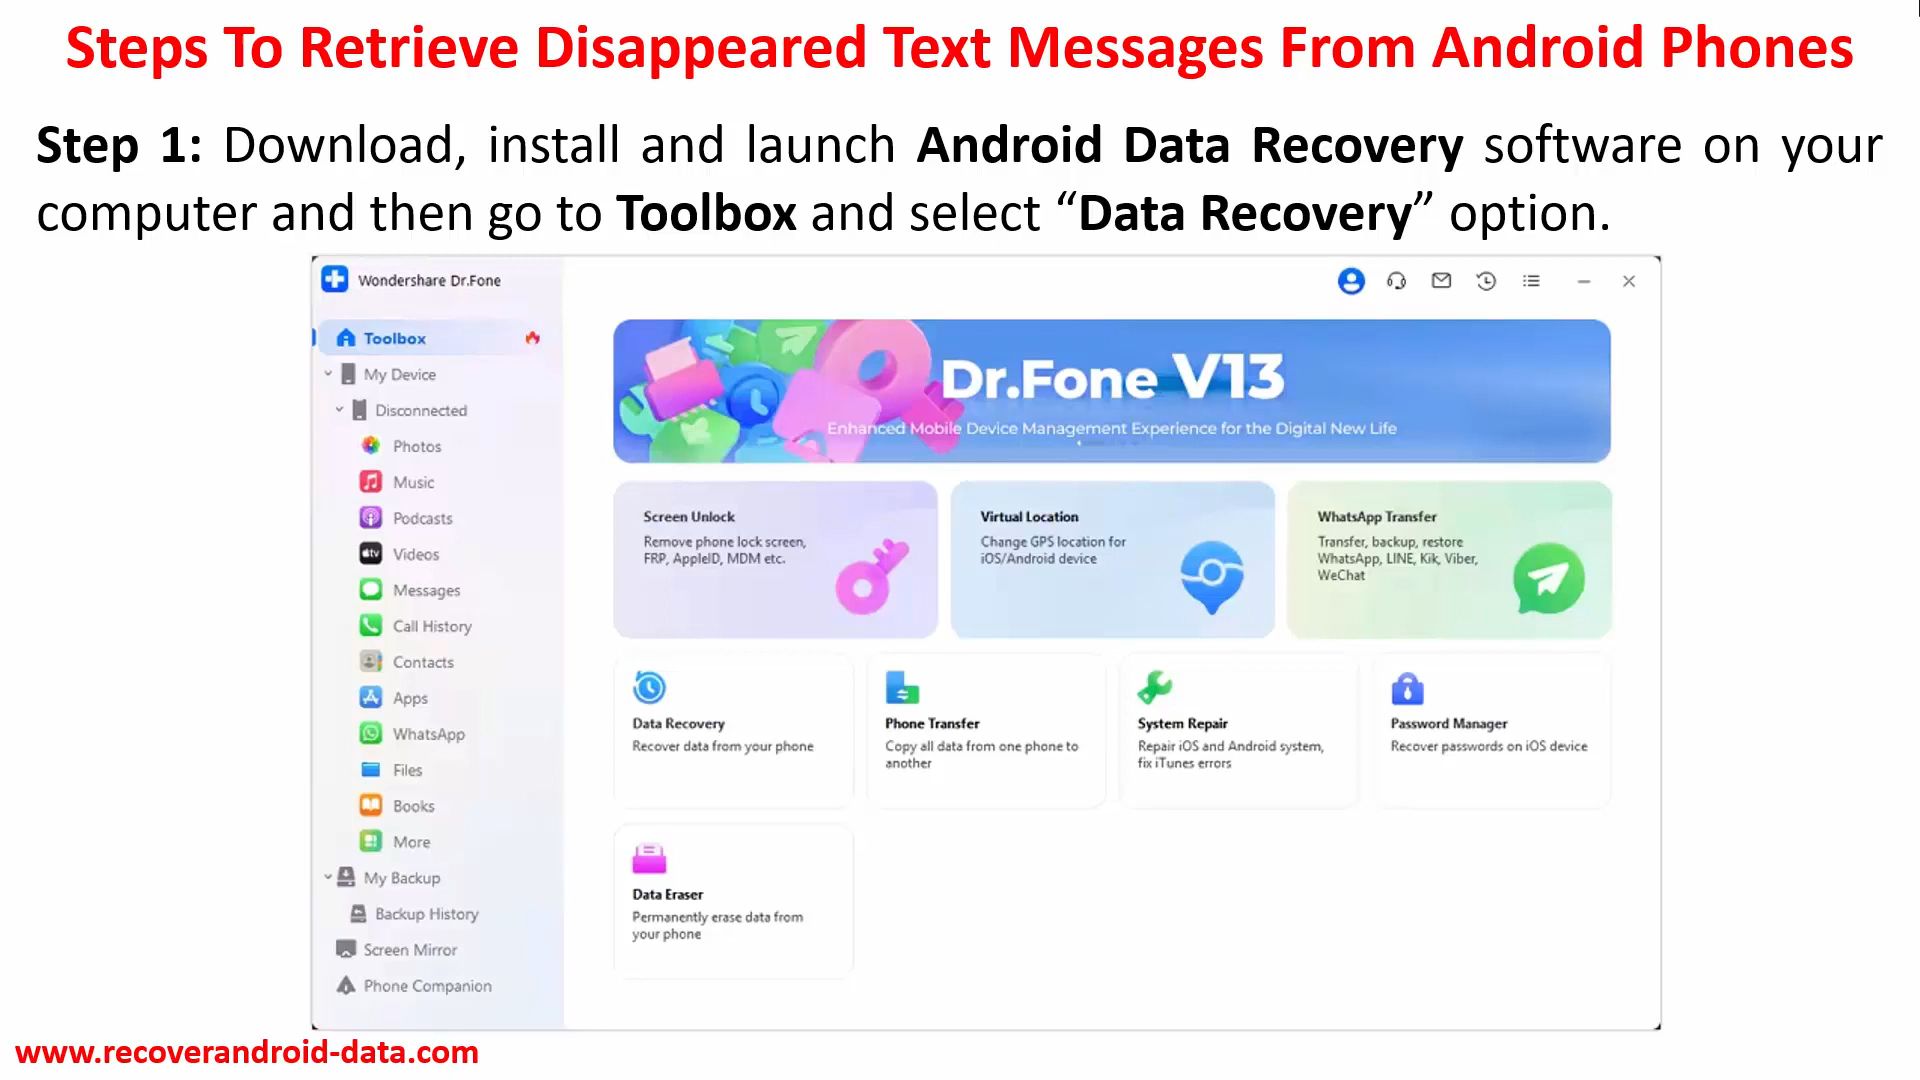 Steps To Retrieve Disappeared Text Messages From Android Phones
Step 1: Download, install and launch Android Data Recovery software on your
computer and then go to Toolbox and select “Data Recovery” option.
Wondershare Dr.Fone
Toolbox
My Device
Disconnected
Photos
Music
Podcasts
tv
Videos
Messages
Call History
Contacts
Apps
WhatsApp
Files
Books
More
My Backup
Backup History
Screen Mirror
Phone Companion
Dr.Fone V13
Enhanced Mobile Device Management Experience for the Digital New Life
Screen Unlock
Remove phone lock screen,
FRP, AppleID, MDM etc.
Virtual Location
Change GPS location for
iOS/Android device
WhatsApp Transfer
Transfer, backup, restore
WhatsApp, LINE, Kik, Viber,
WeChat
Data Recovery
Recover data from your phone
Phone Transfer
Copy all data from one phone to
another
System Repair
Repair iOS and Android system,
fix iTunes errors
Password Manager
Recover passwords on iOS device
Data Eraser
Permanently erase data from
your phone
www.recoverandroid-data.com